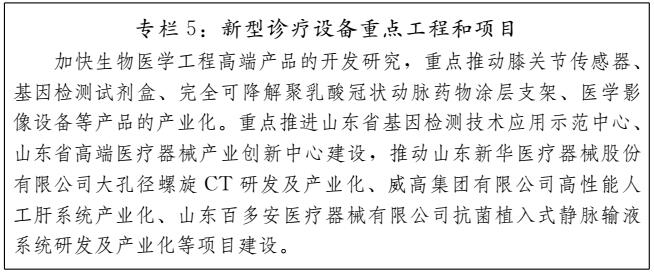 专栏 5：新型诊疗设备重点工程和项目
加快生物医学工程高端产品的开发研究，重点推动膝关节传感器、
基因检测试剂盒、完全可降解聚乳酸冠状动脉药物涂层支架、医学影
像设备等产品的产业化。重点推进山东省基因检测技术应用示范中心、
山东省高端医疗器械产业创新中心建设，推动山东新华医疗器械股份
有限公司大孔径螺旋 CT 研发及产业化、威高集团有限公司高性能人
工肝系统产业化、山东百多安医疗器械有限公司抗菌植入式静脉输液
系统研发及产业化等项目建设。